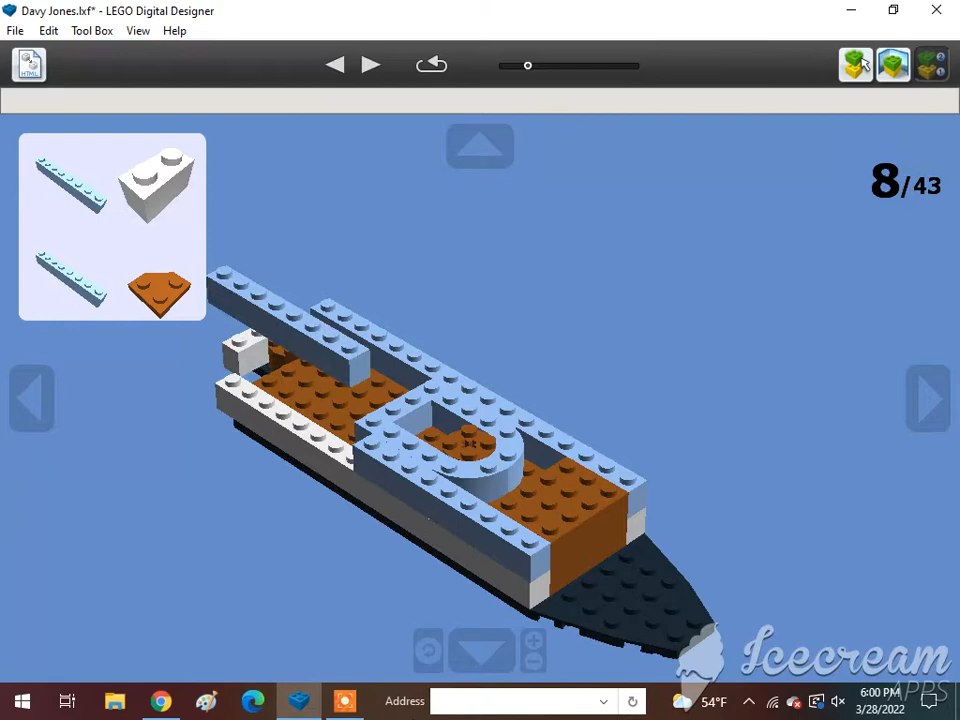 Davy Jones.lxf* - LEGO Digital Designer
File Edit Tool Box View Help
HTML
8/43
Icecream
APPS
Address
54°F
6:00 PM
3/28/2022